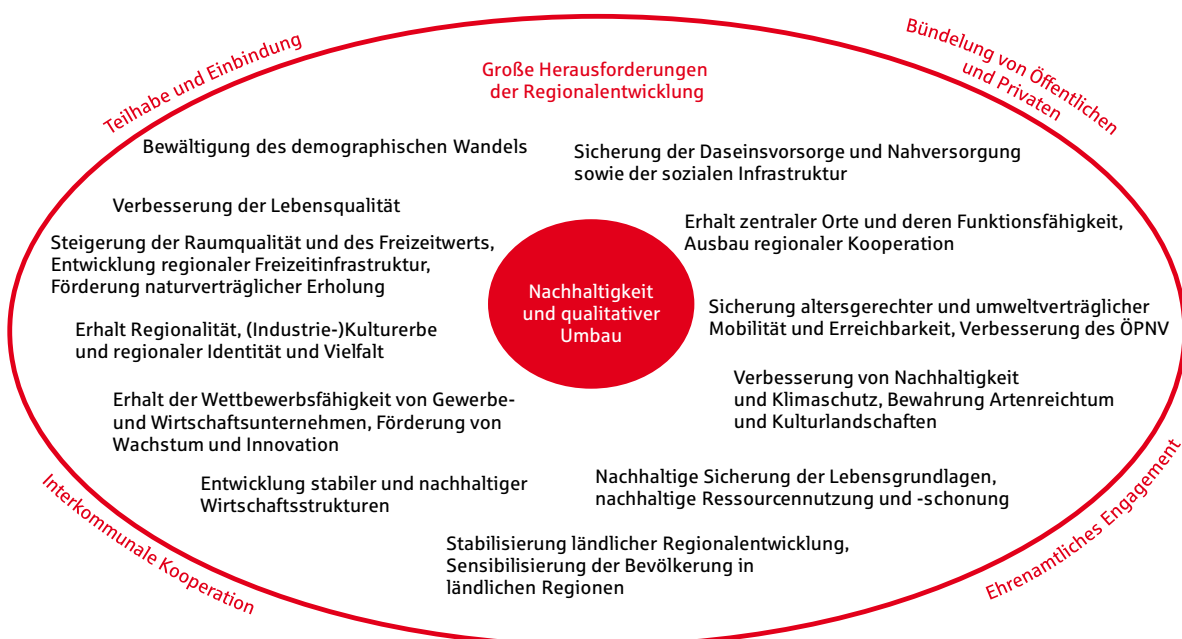 Teilhabe und Einbindung
Bündelung von Öffentlichen
und Privaten
Große Herausforderungen
der Regionalentwicklung
Bewältigung des demographischen Wandels
Sicherung der Daseinsvorsorge und Nahversorgung
sowie der sozialen Infrastruktur
Verbesserung der Lebensqualität
Erhalt zentraler Orte und deren Funktionsfähigkeit,
Ausbau regionaler Kooperation
Steigerung der Raumqualität und des Freizeitwerts,
Entwicklung regionaler Freizeitinfrastruktur,
Förderung naturverträglicher Erholung
Nachhaltigkeit
und qualitativer
Umbau
Sicherung altersgerechter und umweltverträglicher
Mobilität und Erreichbarkeit, Verbesserung des ÖPNV
Erhalt Regionalität, (Industrie-)Kulturerbe
und regionaler Identität und Vielfalt
Verbesserung von Nachhaltigkeit
und Klimaschutz, Bewahrung Artenreichtum
und Kulturlandschaften
Erhalt der Wettbewerbsfähigkeit von Gewerbe-
und Wirtschaftsunternehmen, Förderung von
Wachstum und Innovation
Nachhaltige Sicherung der Lebensgrundlagen,
nachhaltige Ressourcennutzung und -schonung
Entwicklung stabiler und nachhaltiger
Wirtschaftsstrukturen
Stabilisierung ländlicher Regionalentwicklung,
Sensibilisierung der Bevölkerung in
ländlichen Regionen
Interkommunale Kooperation
Ehrenamtliches Engagement